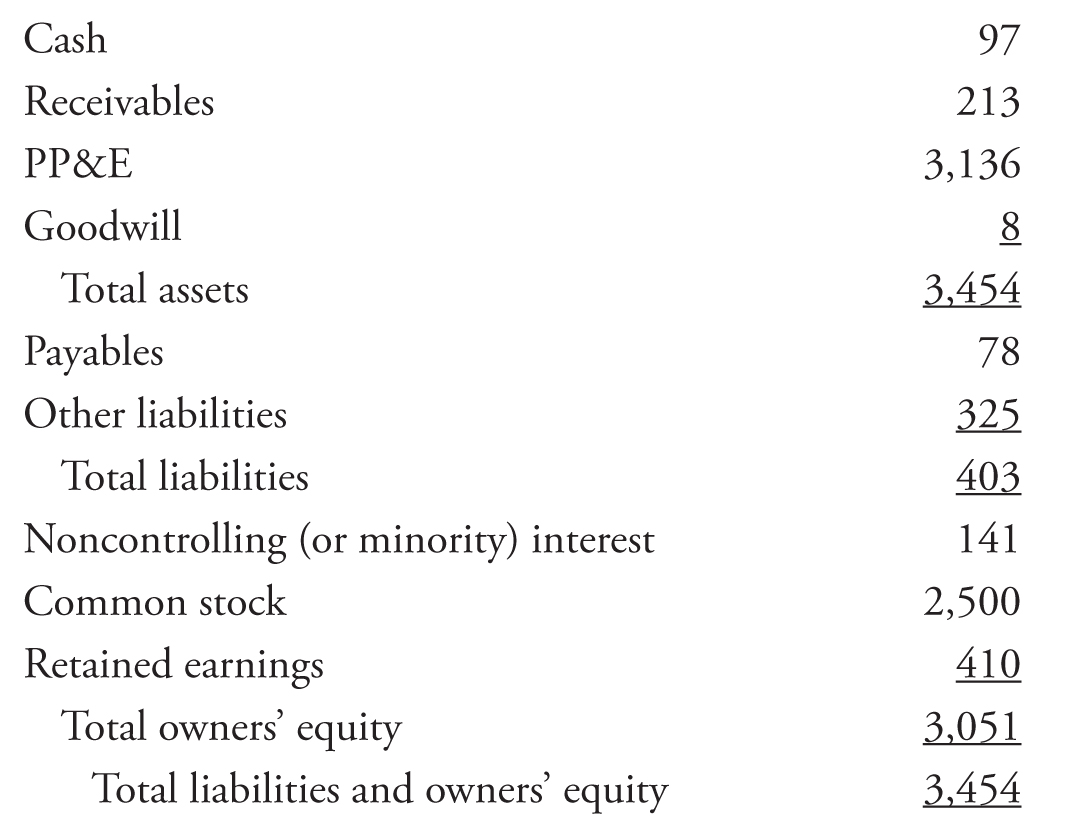 Cash 97
Receivables 213
PP&E 3,136
Goodwill 8
Total assets 3,454
Payables 78
Other liabilities 325
Total liabilities 403
Noncontrolling (or minority) interest 141
Common stock 2,500
Retained earnings 410
Total owners’ equity 3,051
Total liabilities and owners’ equity 3,454